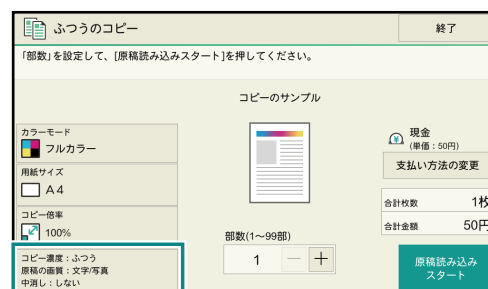 ふつうのコピー
終了
「部数」を設定して、[原稿読み込みスタート]を押してください。
コピーのサンプル
カラーモード
フルカラー
用紙サイズ
A4
コピー倍率
100%
コピー濃度：ふつう
原稿の画質：文字/写真
中消し：しない
部数(1～99部)
1 － ＋
現金
(単価：50円)
支払い方法の変更
合計枚数 1枚
合計金額 50円
原稿読み込み
スタート